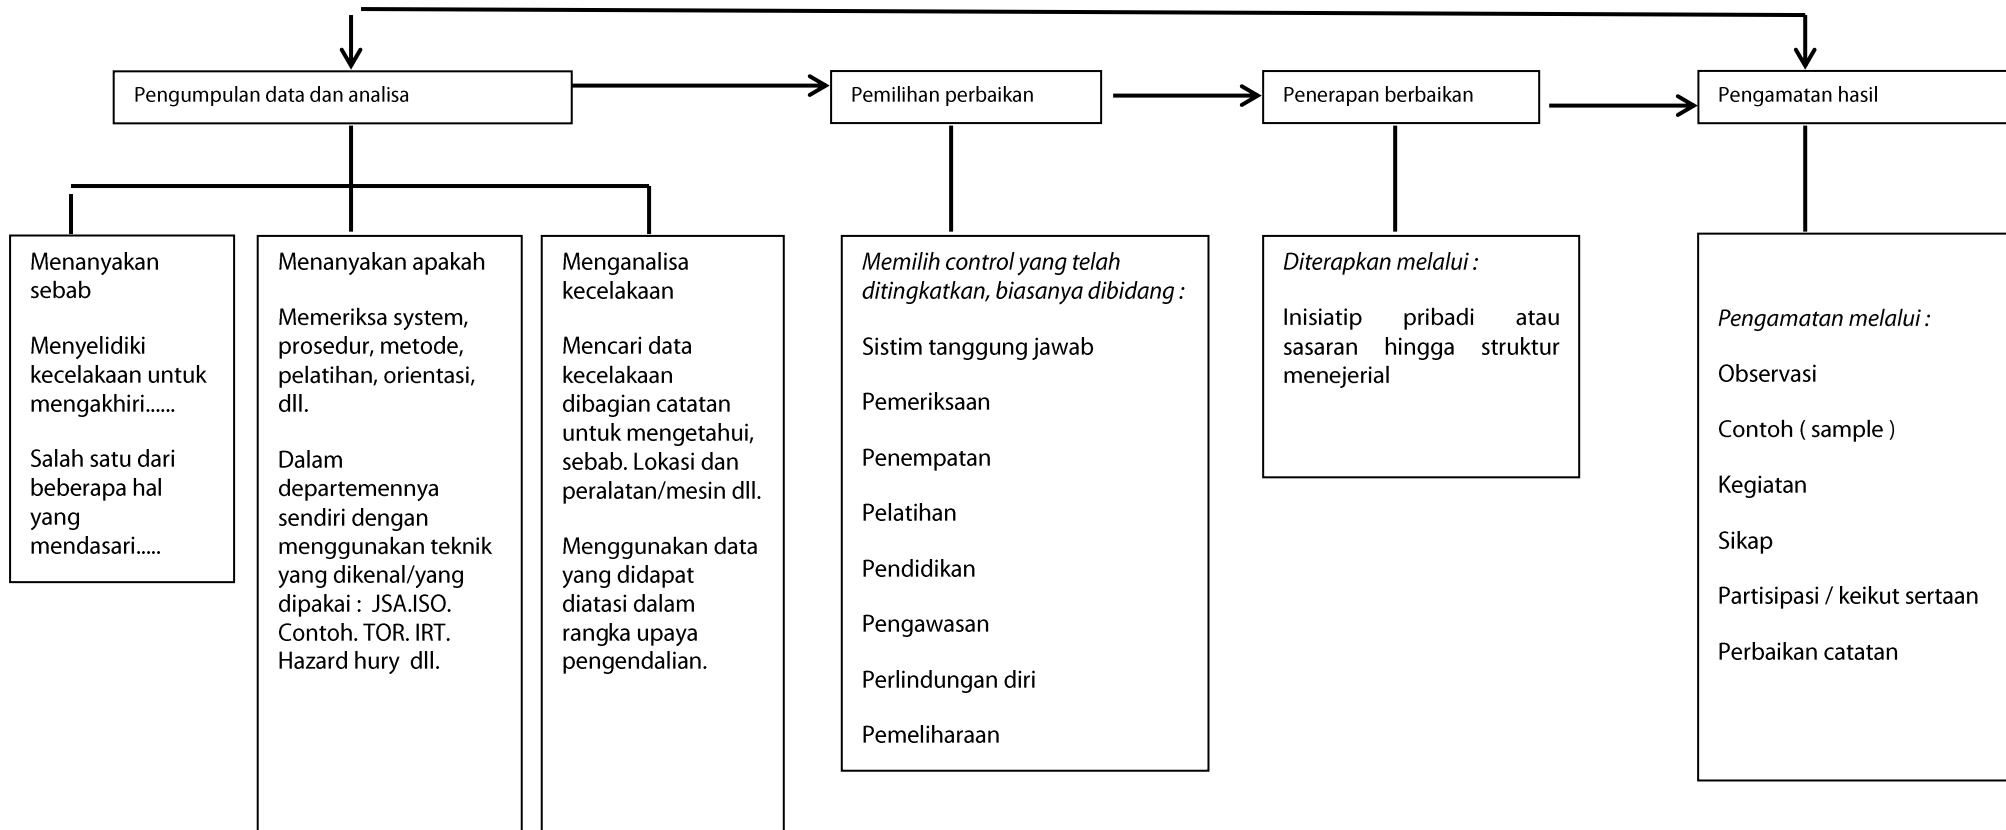 Pengumpulan data dan analisa
Pemilihan perbaikan
Penerapan berbaikan
Pengamatan hasil
Menanyakan
sebab
Menyelidiki
kecelakaan untuk
mengakhiri......
Salah satu dari
beberapa hal
yang
mendasari.....
Menanyakan apakah
Memeriksa system,
prosedur, metode,
pelatihan, orientasi,
dll.
Dalam
departemennya
sendiri dengan
menggunakan teknik
yang dikenal/yang
dipakai : JSA.ISO.
Contoh. TOR. IRT.
Hazard hury dll.
Menganalisa
kecelakaan
Mencari data
kecelakaan
dibagian catatan
untuk mengetahui,
sebab. Lokasi dan
peralatan/mesin dll.
Menggunakan data
yang didapat
diatasi dalam
rangka upaya
pengendalian.
Memilih control yang telah
ditingkatkan, biasanya dibidang :
Sistim tanggung jawab
Pemeriksaan
Penempatan
Pelatihan
Pendidikan
Pengawasan
Perlindungan diri
Pemeliharaan
Diterapkan melalui :
Inisiatip pribadi atau
sasaran hingga struktur
menejerial
Pengamatan melalui :
Observasi
Contoh ( sample )
Kegiatan
Sikap
Partisipasi / keikut sertaan
Perbaikan catatan